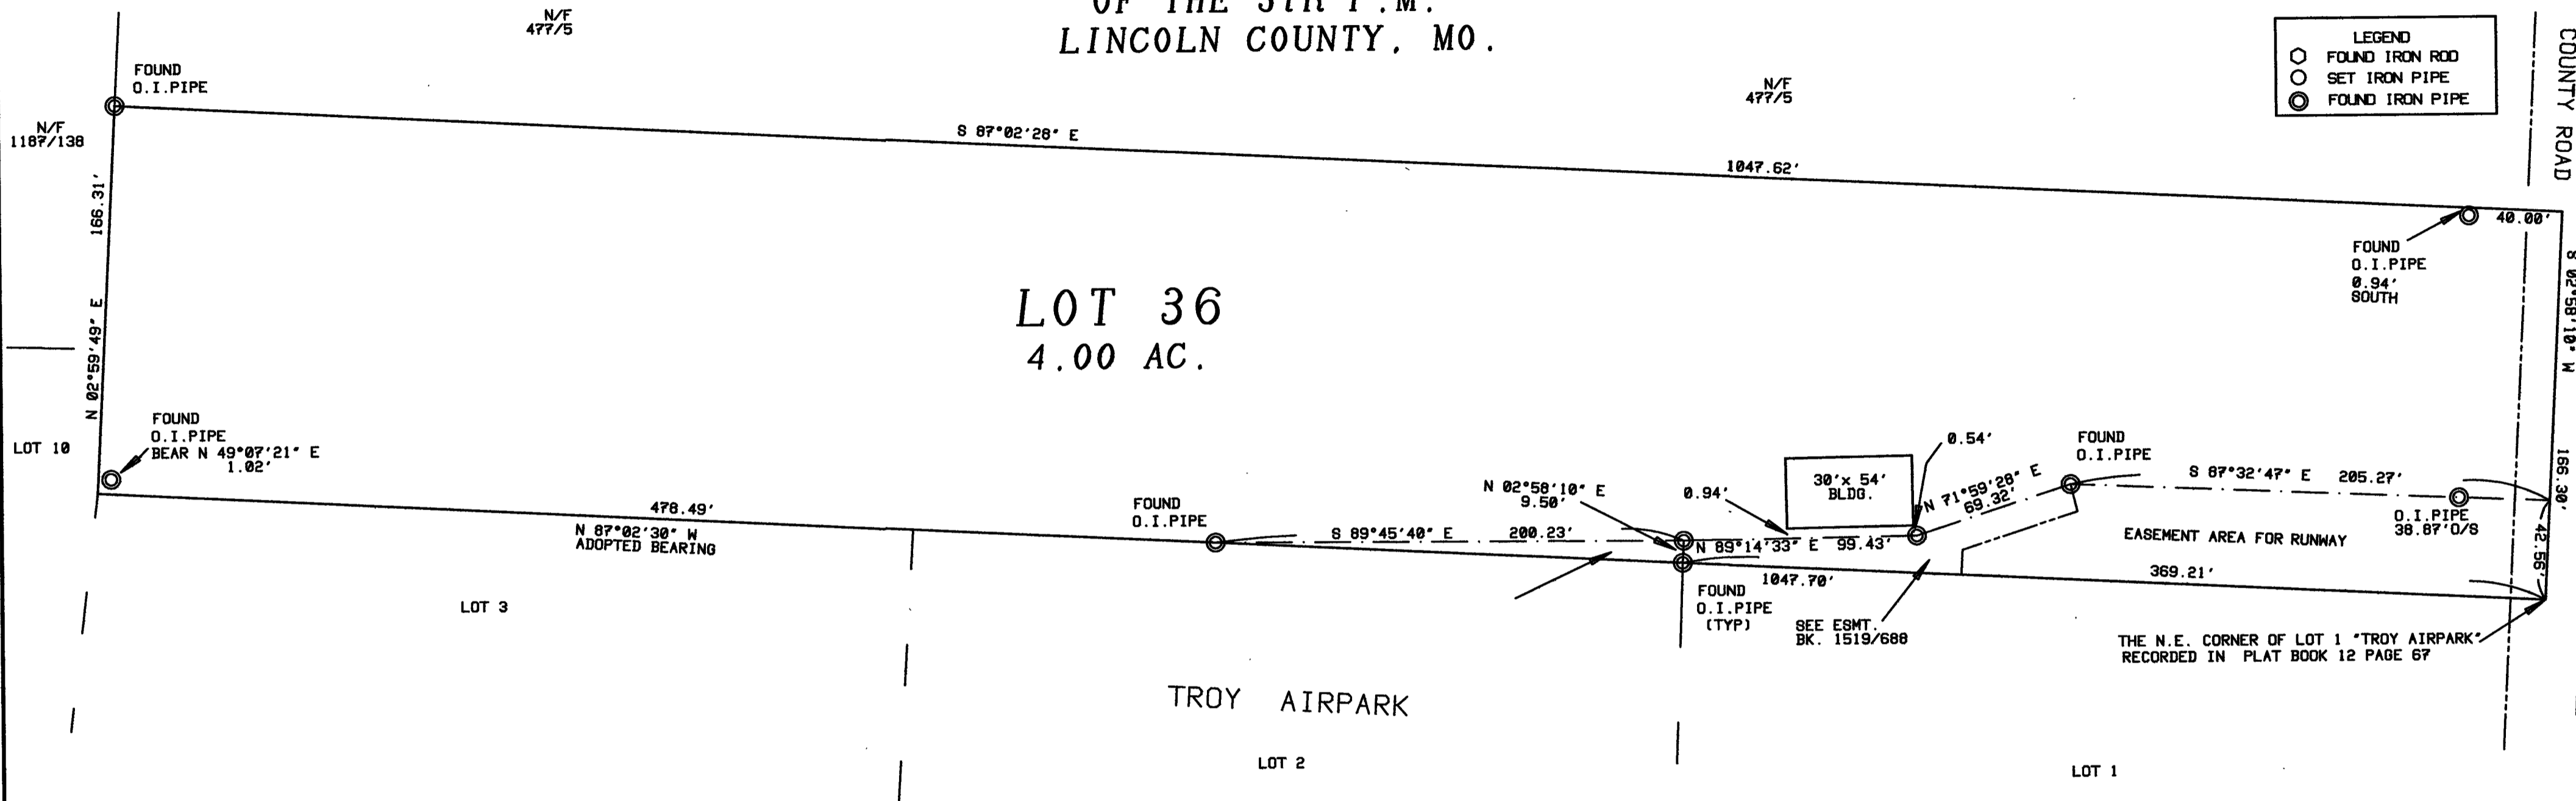 OF THE 5TH P.M.
LINCOLN COUNTY, MO.
N/F
477/5
N/F
477/5
LEGEND
FOUND IRON ROD
SET IRON PIPE
FOUND IRON PIPE
COUNTY ROAD
FOUND
O.I.PIPE
N/F
1187/138
S 87°02'28" E
1047.62'
N 02°59'49" E 166.31'
40.00'
FOUND
O.I.PIPE
0.94'
SOUTH
S 02°58'10" W 166.30'
LOT 36
4.00 AC.
LOT 10
FOUND
O.I.PIPE
BEAR N 49°07'21" E
1.02'
478.49'
N 87°02'30" W
ADOPTED BEARING
FOUND
O.I.PIPE
S 89°45'40" E 200.23'
N 02°58'10" E
9.50'
0.94'
30'x 54'
BLDG.
0.54'
N 89°14'33" E 99.43'
N 71°59'28" E
69.32'
FOUND
O.I.PIPE
S 87°32'47" E 205.27'
O.I.PIPE
38.87'O/S
42.56'
EASEMENT AREA FOR RUNWAY
1047.70'
369.21'
FOUND
O.I.PIPE
(TYP)
SEE ESMT.
BK. 1519/688
THE N.E. CORNER OF LOT 1 "TROY AIRPARK"
RECORDED IN PLAT BOOK 12 PAGE 67
LOT 3
TROY AIRPARK
LOT 2
LOT 1